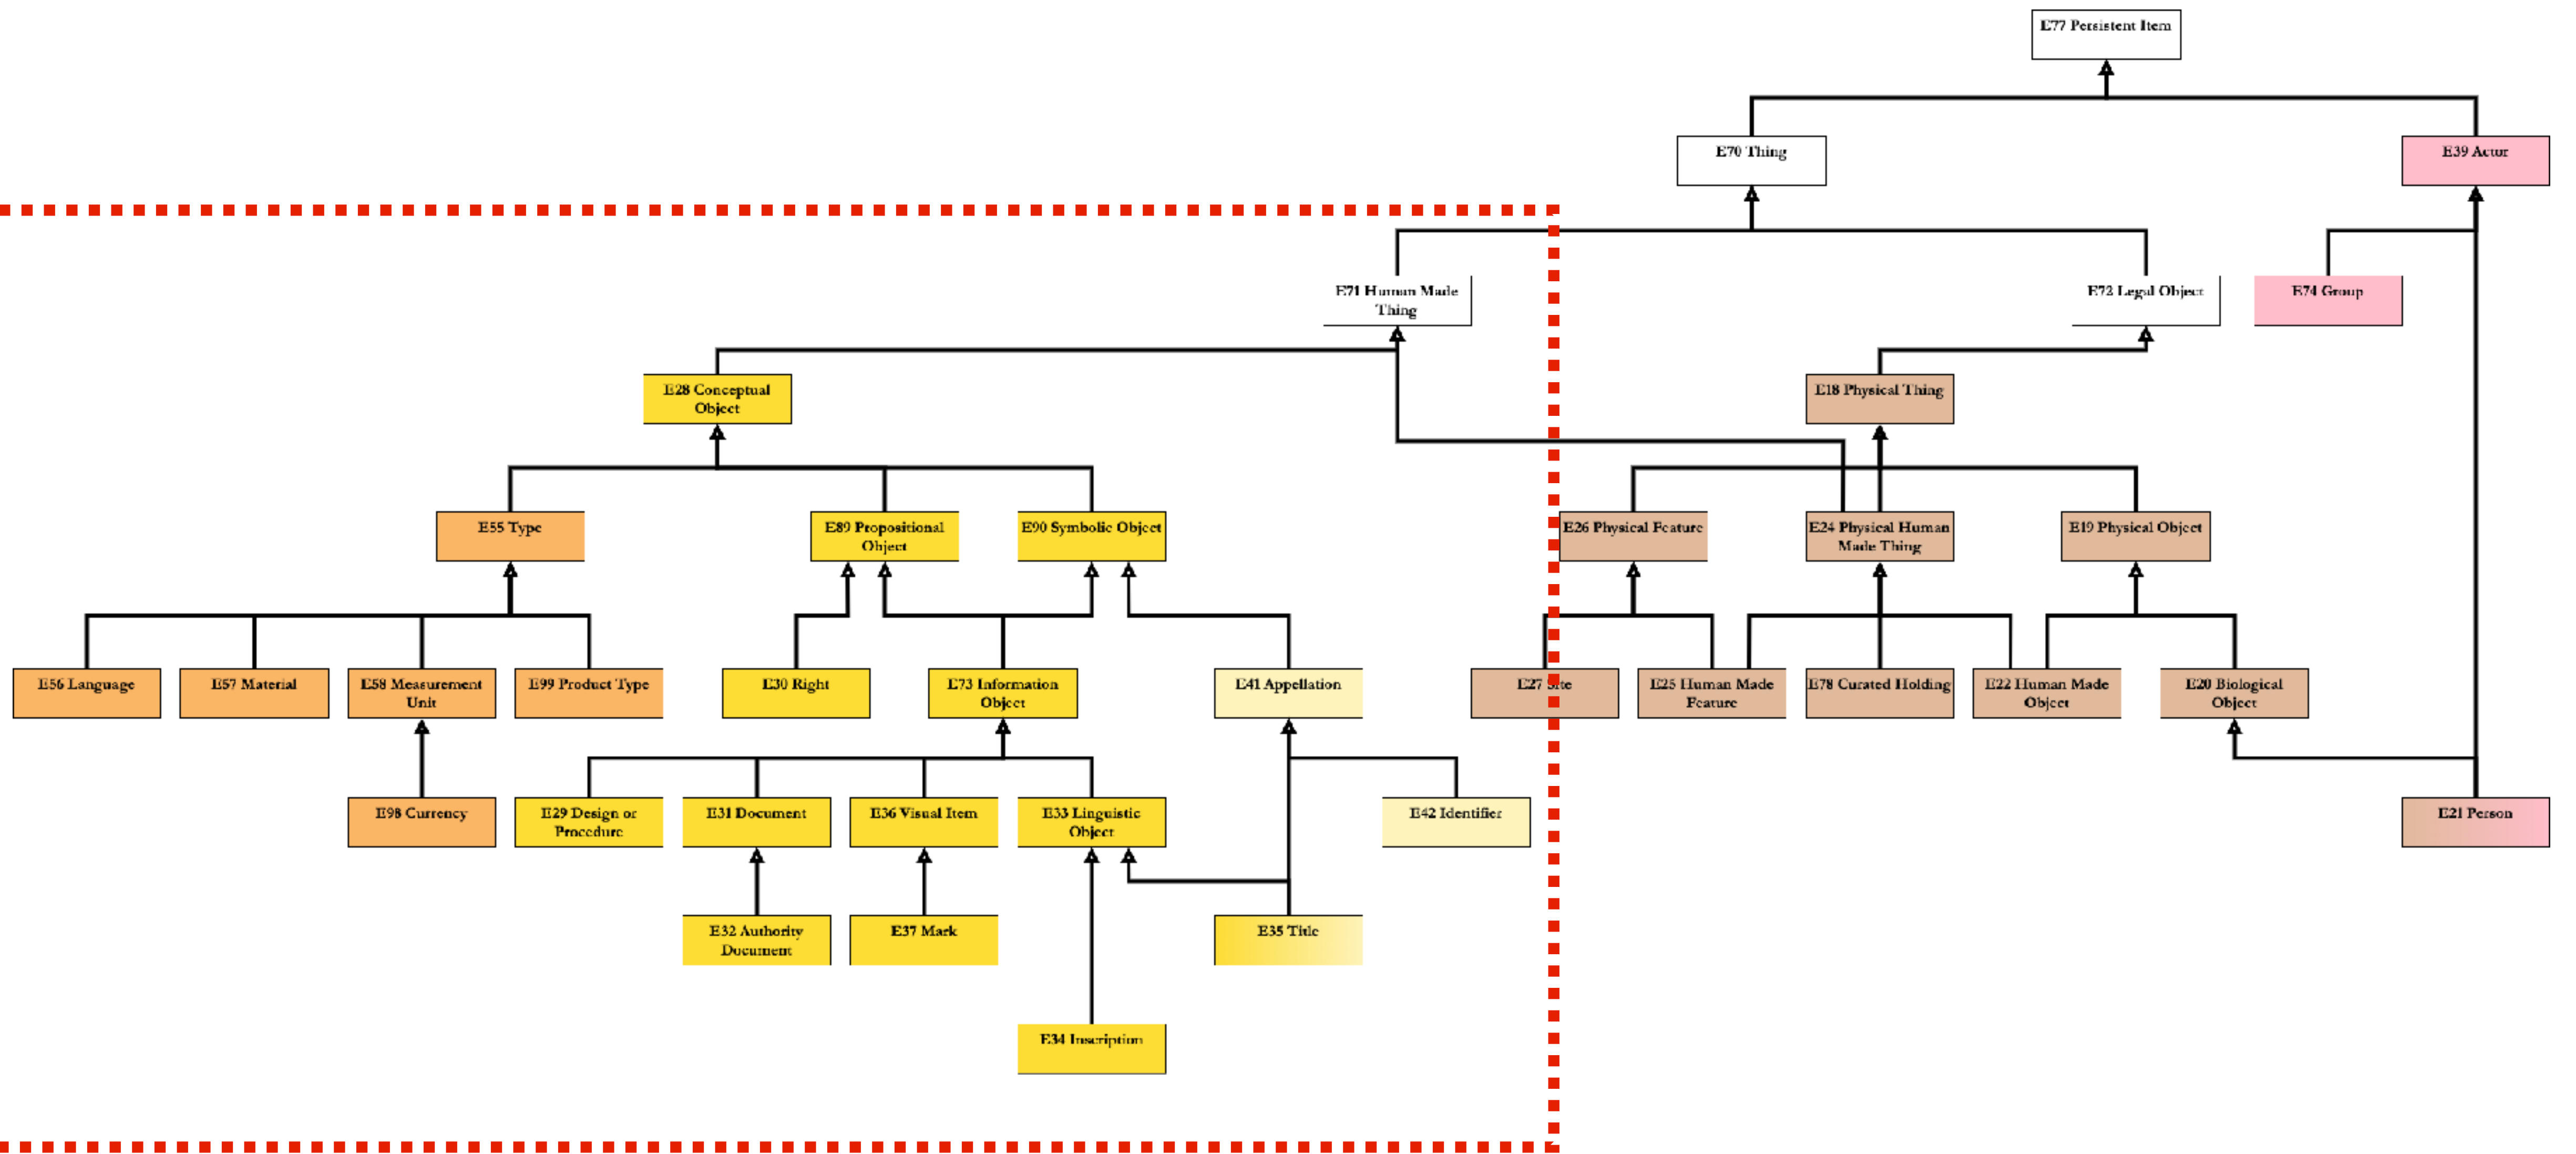 E77 Persistent Item
E70 Thing
E39 Actor
E71 Human Made
Thing
E72 Legal Object
E74 Group
E28 Conceptual
Object
E18 Physical Thing
E55 Type
E89 Propositional
Object
E90 Symbolic Object
E26 Physical Feature
E24 Physical Human
Made Thing
E19 Physical Object
E56 Language
E57 Material
E58 Measurement
Unit
E99 Product Type
E30 Right
E73 Information
Object
E41 Appellation
E27 Site
E25 Human Made
Feature
E78 Curated Holding
E22 Human Made
Object
E20 Biological
Object
E98 Currency
E29 Design or
Procedure
E31 Document
E36 Visual Item
E33 Linguistic
Object
E42 Identifier
E21 Person
E32 Authority
Document
E37 Mark
E35 Title
E34 Inscription